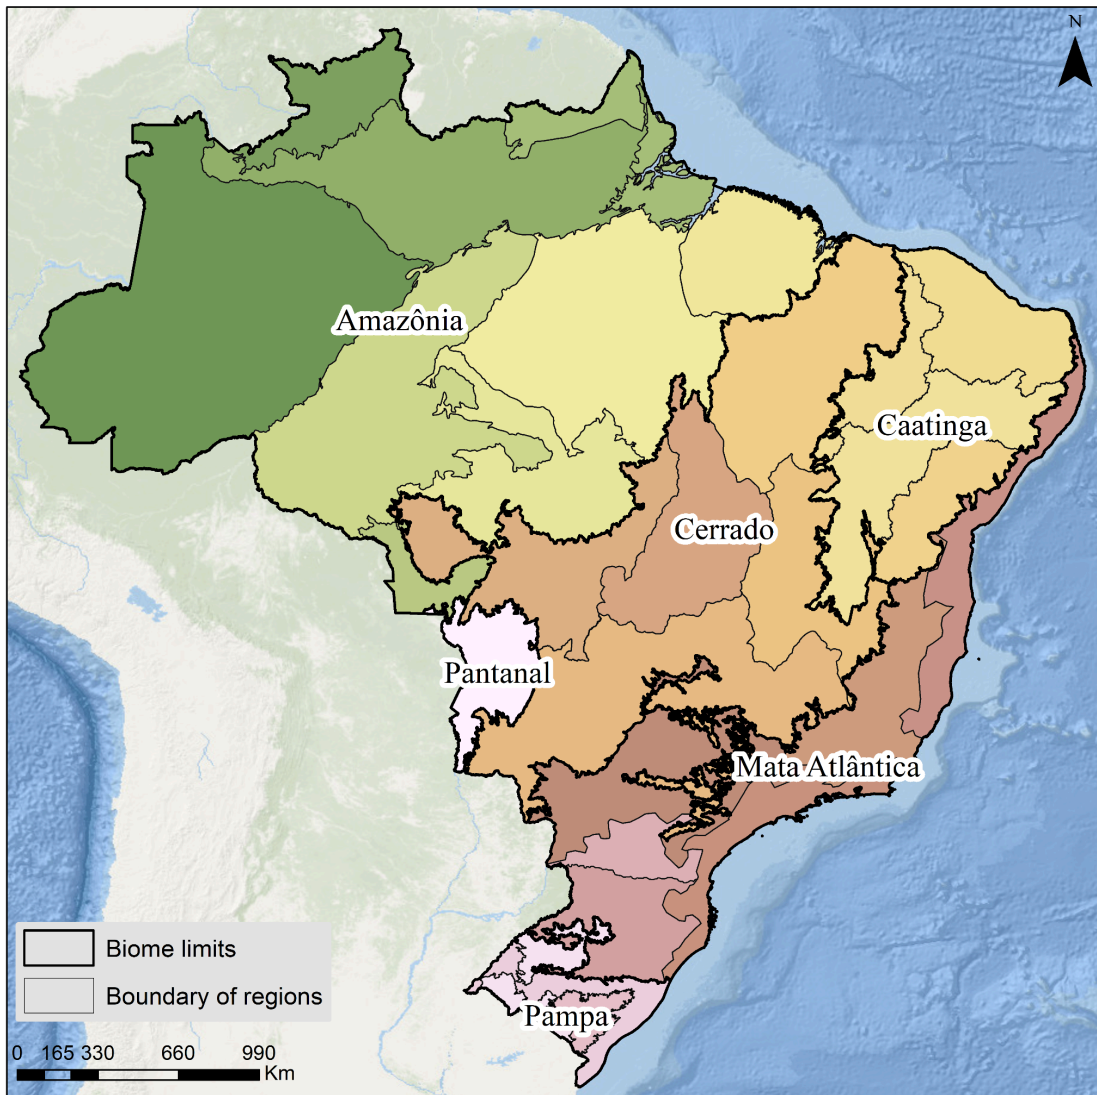 N
Amazônia
Caatinga
Cerrado
Pantanal
Mata Atlântica
Pampa
Biome limits
Boundary of regions
0 165 330 660 990
Km